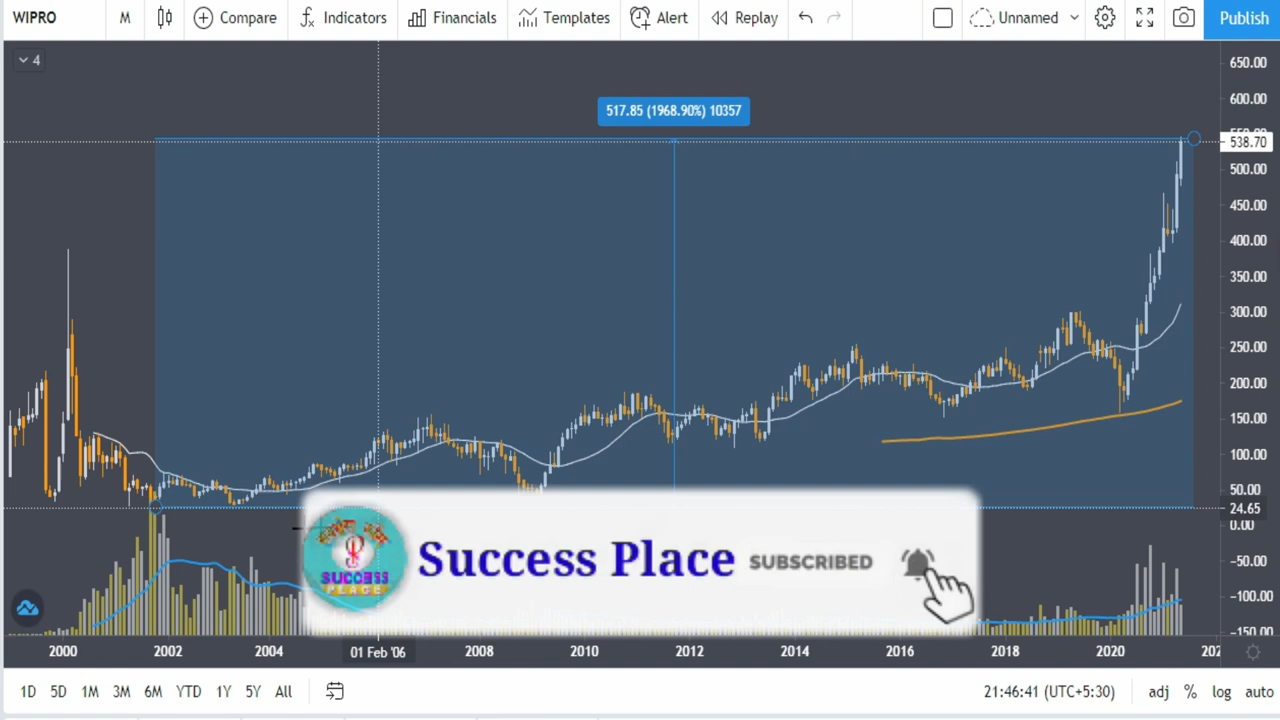 WIPRO M Compare Indicators Financials Templates Alert Replay Unnamed Publish
4
650.00
600.00
517.85 (1968.90%) 10357
538.70
500.00
450.00
400.00
350.00
300.00
250.00
200.00
150.00
100.00
50.00
24.65
0.00
-50.00
-100.00
-150.00
Success Place SUBSCRIBED
SUCCESS
PLACE
2000 2002 2004 01 Feb '06 2008 2010 2012 2014 2016 2018 2020 202
1D 5D 1M 3M 6M YTD 1Y 5Y All 21:46:41 (UTC+5:30) adj % log auto